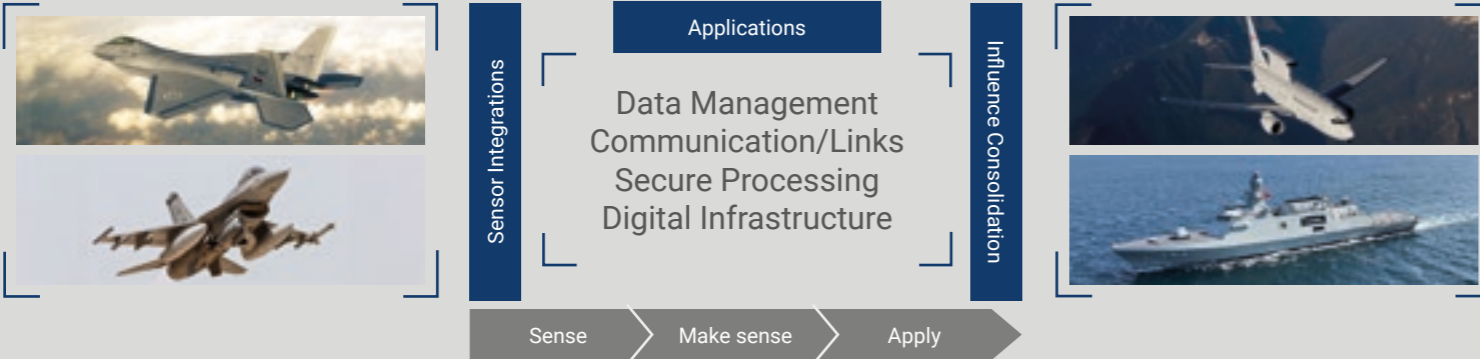 Sensor Integrations
Applications
Data Management
Communication/Links
Secure Processing
Digital Infrastructure
Influence Consolidation
Sense
Make sense
Apply